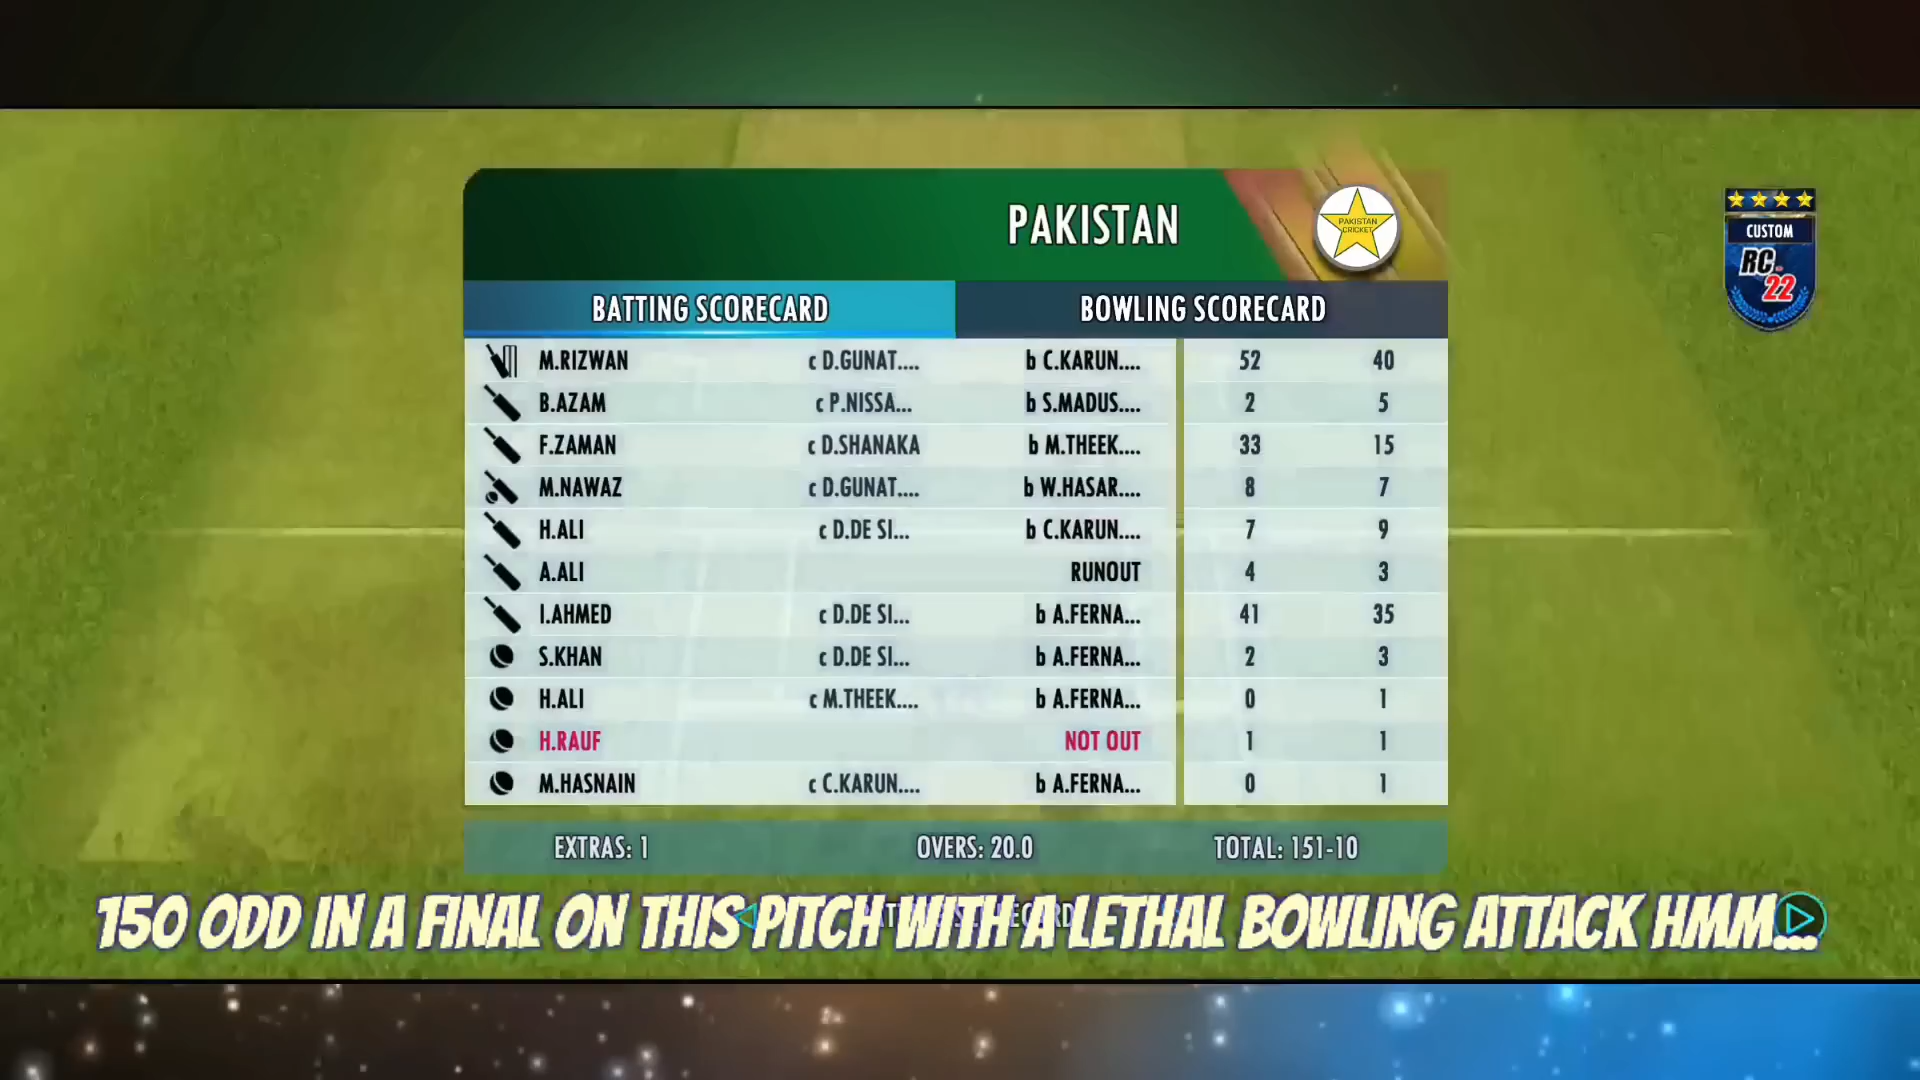 PAKISTAN
PAKISTAN
CRICKET
CUSTOM
RC
22
BATTING SCORECARD BOWLING SCORECARD
M.RIZWAN c D.GUNAT.... b C.KARUN.... 52 40
B.AZAM c P.NISSA... b S.MADUS.... 2 5
F.ZAMAN c D.SHANAKA b M.THEEK.... 33 15
M.NAWAZ c D.GUNAT.... b W.HASAR.... 8 7
H.ALI c D.DE SI... b C.KARUN.... 7 9
A.ALI RUNOUT 4 3
I.AHMED c D.DE SI... b A.FERNA... 41 35
S.KHAN c D.DE SI... b A.FERNA... 2 3
H.ALI c M.THEEK.... b A.FERNA... 0 1
H.RAUF NOT OUT 1 1
M.HASNAIN c C.KARUN.... b A.FERNA... 0 1
EXTRAS: 1 OVERS: 20.0 TOTAL: 151-10
150 ODD IN A FINAL ON THIS PITCH WITH A LETHAL BOWLING ATTACK HMM...